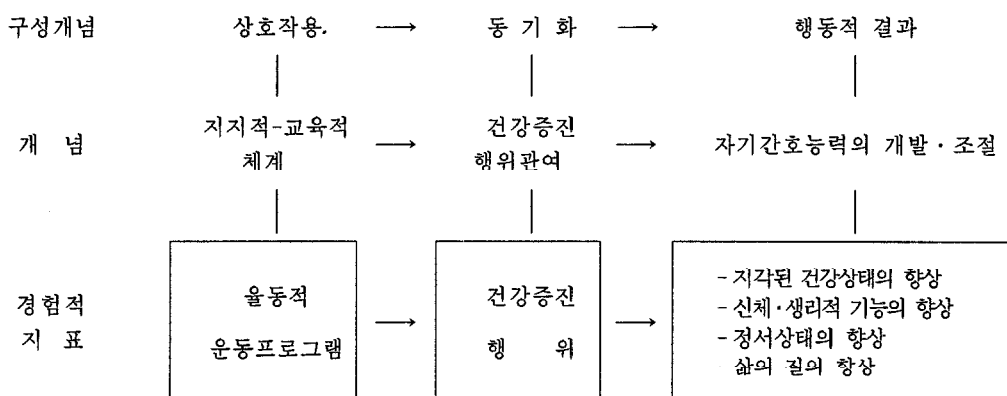 구성개념 상호작용. → 동 기 화 → 행동적 결과
지지적-교육적 건강증진
개 념 → → 자기간호능력의 개발·조절
체계 행위관여
- 지각된 건강상태의 향상
경험적 율동적 건강증진 - 신체·생리적 기능의 향상
→ →
지 표 운동프로그램 행 위 - 정서상태의 향상
삶의 질의 향상